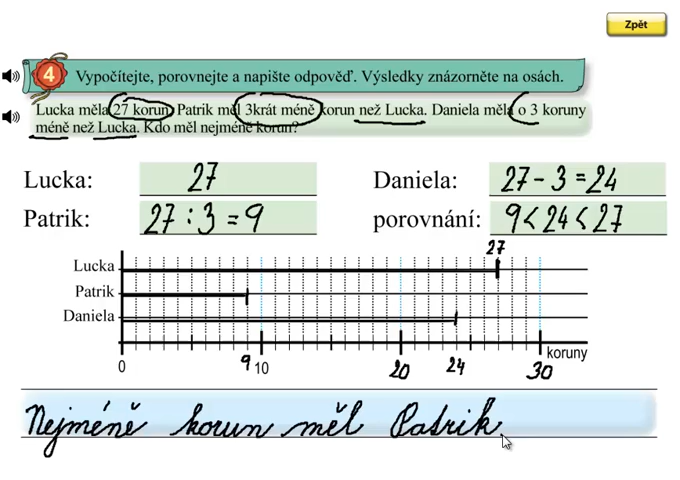 Zpět
4 Vypočítejte, porovnejte a napište odpověď. Výsledky znázorněte na osách.
Lucka měla 27 korun. Patrik měl 3krát méně korun než Lucka. Daniela měla o 3 koruny
méně než Lucka. Kdo měl nejméně korun?
Lucka: 27 Daniela: 27 - 3 = 24
Patrik: 27 : 3 = 9 porovnání: 9 < 24 < 27
27
Lucka
Patrik
Daniela
koruny
0 9 10 20 24 30
Nejméně korun měl Patrik.